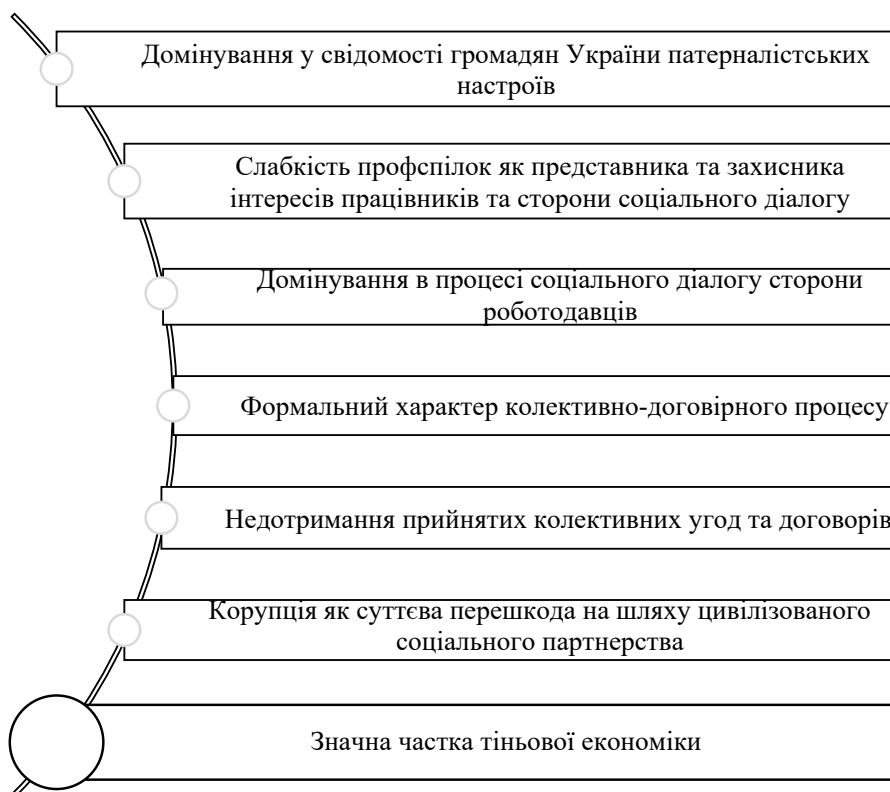 Домінування у свідомості громадян України патерналістських
настроїв
Слабкість профспілок як представника та захисника
інтересів працівників та сторони соціального діалогу
Домінування в процесі соціального діалогу сторони
роботодавців
Формальний характер колективно-договірного процесу
Недотримання прийнятих колективних угод та договорів
Корупція як суттєва перешкода на шляху цивілізованого
соціального партнерства
Значна частка тіньової економіки